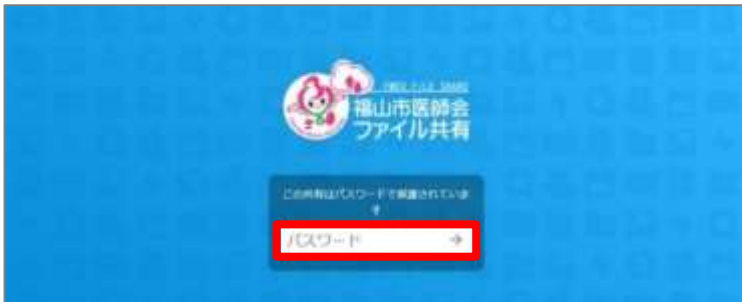 福山市医師会
ファイル共有
この共有はパスワードで保護されていま
す
パスワード